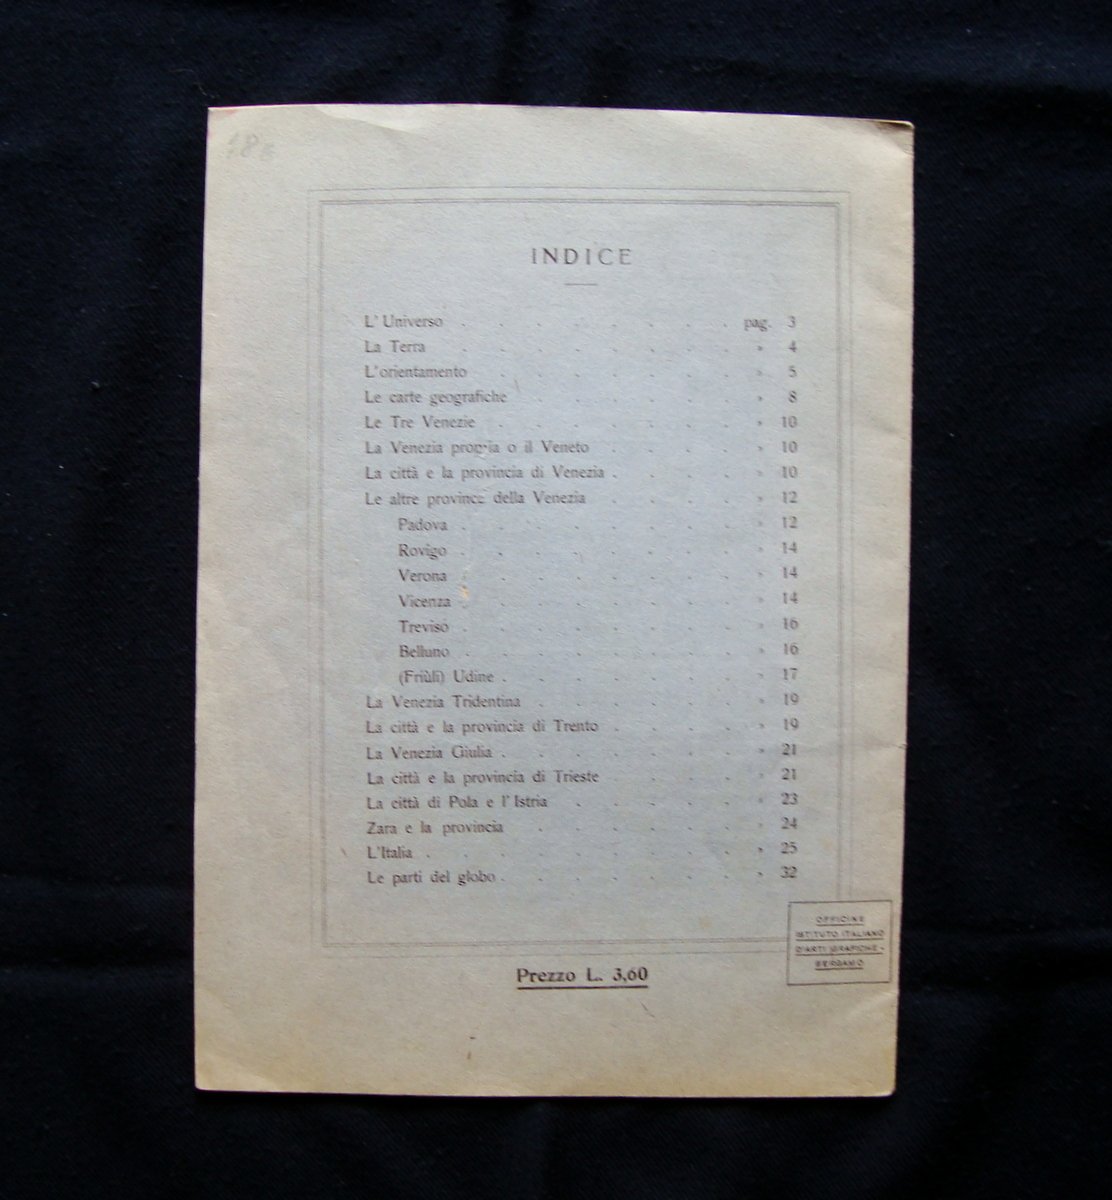 18
INDICE
L'Universo . . . . . . . . pag. 3
La Terra . . . . . . . . » 4
L'orientamento . . . . . . . » 5
Le carte geografiche . . . . . . » 8
Le Tre Venezie . . . . . . . » 10
La Venezia propria o il Veneto . . . . » 10
La città e la provincia di Venezia . . . . » 10
Le altre province della Venezia . . . . » 12
Padova . . . . . . . . » 12
Rovigo . . . . . . . . » 14
Verona . . . . . . . . » 14
Vicenza . . . . . . . . » 14
Treviso . . . . . . . . » 16
Belluno . . . . . . . . » 16
(Friùli) Udine . . . . . . . » 17
La Venezia Tridentina . . . . . . » 19
La città e la provincia di Trento . . . . » 19
La Venezia Giulia . . . . . . . » 21
La città e la provincia di Trieste . . . . » 21
La città di Pola e l'Istria . . . . . » 23
Zara e la provincia . . . . . . » 24
L'Italia . . . . . . . . . » 25
Le parti del globo . . . . . . . » 32
OFFICINE
ISTITUTO ITALIANO
D'ARTI GRAFICHE -
BERGAMO
Prezzo L. 3,60